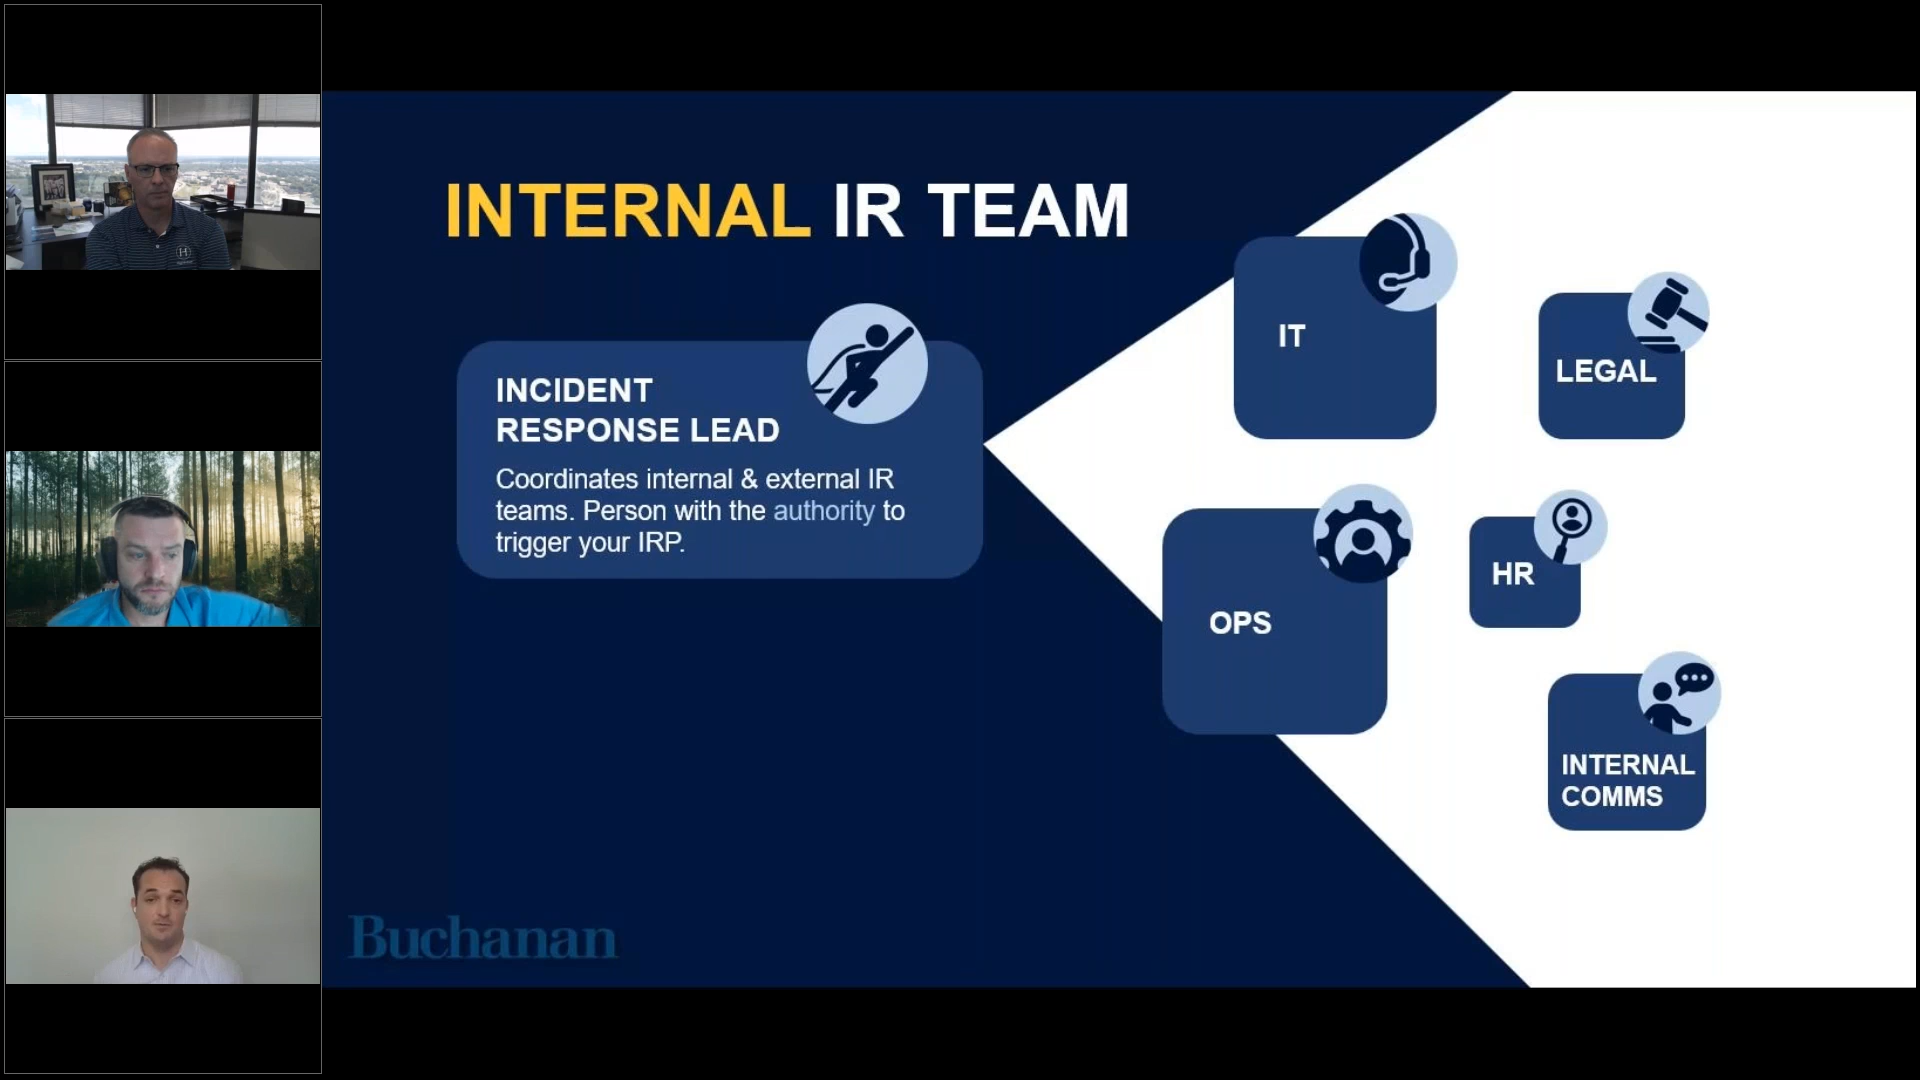 INTERNAL IR TEAM
INCIDENT
RESPONSE LEAD
Coordinates internal & external IR
teams. Person with the authority to
trigger your IRP.
IT
LEGAL
OPS
HR
INTERNAL
COMMS
Buchanan
H